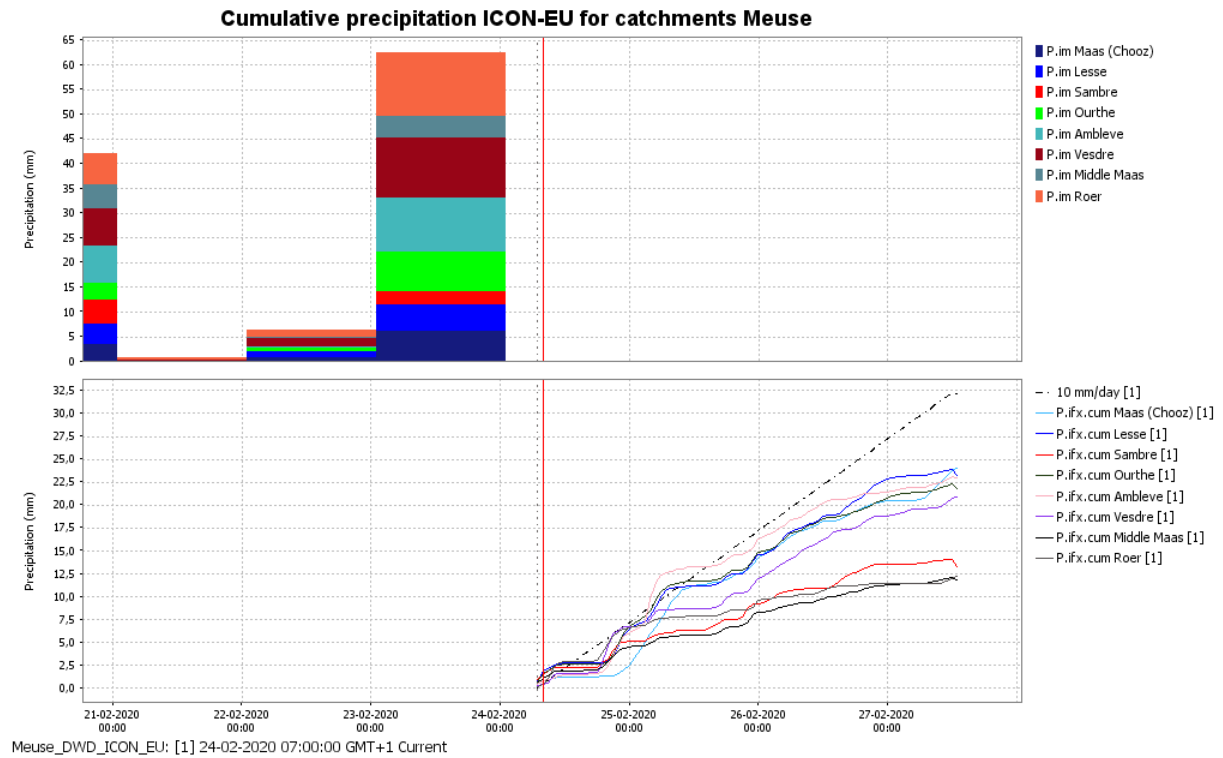 Cumulative precipitation ICON-EU for catchments Meuse
65
60
55
50
45
40
35
30
25
20
15
10
5
0
Precipitation (mm)
P.im Maas (Chooz)
P.im Lesse
P.im Sambre
P.im Ourthe
P.im Ambleve
P.im Vesdre
P.im Middle Maas
P.im Roer
32,5
30,0
27,5
25,0
22,5
20,0
17,5
15,0
12,5
10,0
7,5
5,0
2,5
0,0
Precipitation (mm)
10 mm/day [1]
P.ifx.cum Maas (Chooz) [1]
P.ifx.cum Lesse [1]
P.ifx.cum Sambre [1]
P.ifx.cum Ourthe [1]
P.ifx.cum Ambleve [1]
P.ifx.cum Vesdre [1]
P.ifx.cum Middle Maas [1]
P.ifx.cum Roer [1]
21-02-2020 22-02-2020 23-02-2020 24-02-2020 25-02-2020 26-02-2020 27-02-2020
00:00 00:00 00:00 00:00 00:00 00:00 00:00
Meuse_DWD_ICON_EU: [1] 24-02-2020 07:00:00 GMT+1 Current